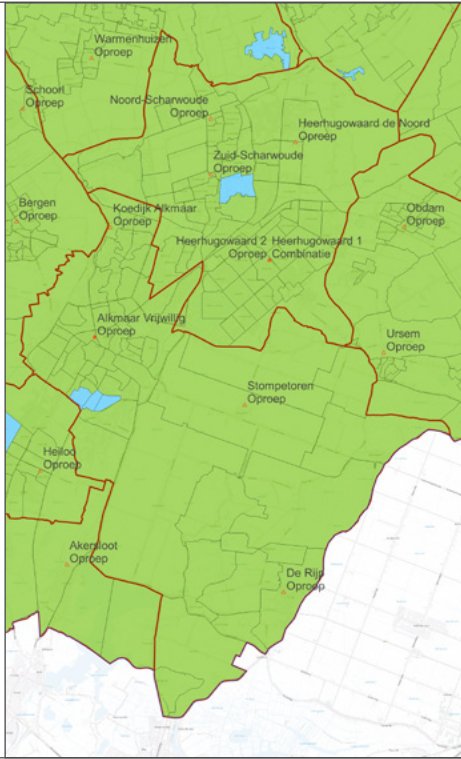 Warmenhuizen
Oproep
Schoorl
Oproep
Noord-Scharwoude
Oproep
Heerhugowaard de Noord
Oproep
Zuid-Scharwoude
Oproep
Bergen
Oproep
Koedijk Alkmaar
Oproep
Obdam
Oproep
Heerhugowaard 2
Oproep
Heerhugowaard 1
Combinatie
Alkmaar Vrijwillig
Oproep
Ursem
Oproep
Stompetoren
Oproep
Heiloo
Oproep
Akersloot
Oproep
De Rijp
Oproep